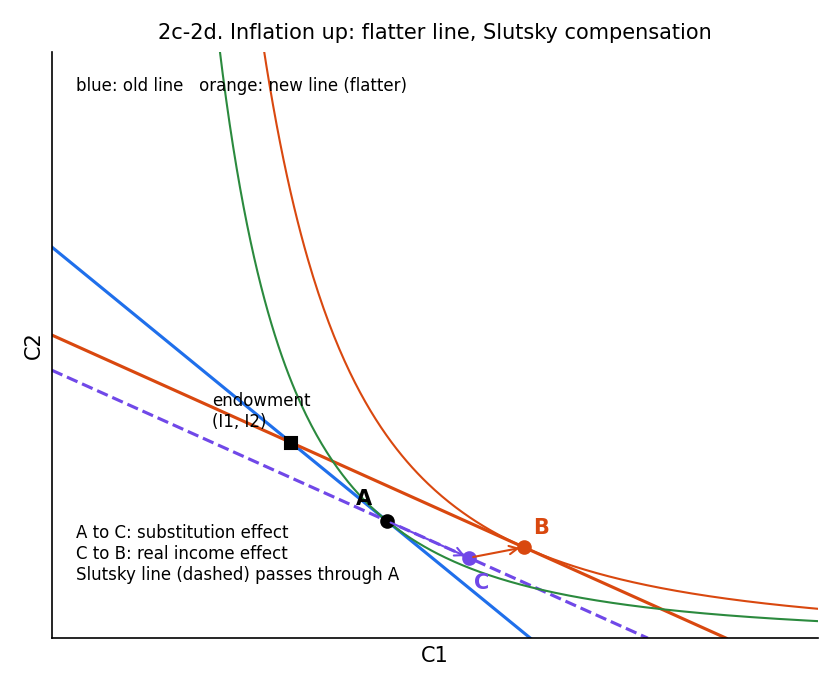 2c-2d. Inflation up: flatter line, Slutsky compensation
blue: old line   orange: new line (flatter)
C2
endowment
(I1, I2)
A
B
A to C: substitution effect
C to B: real income effect
Slutsky line (dashed) passes through A
C
C1